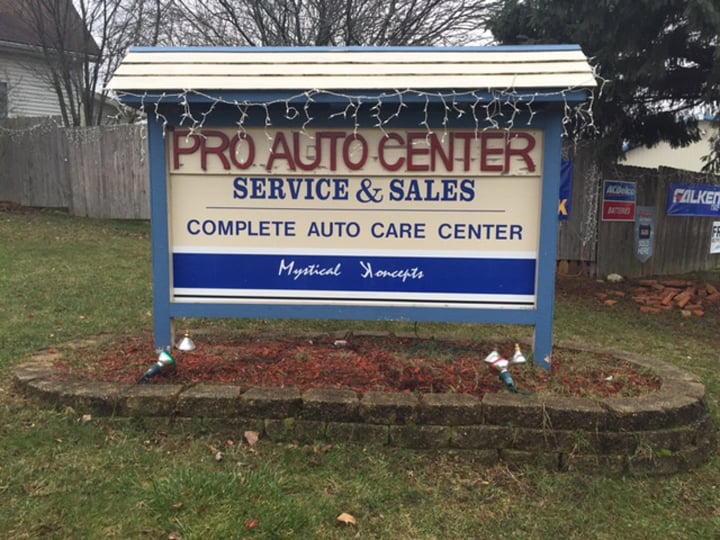 PRO AUTO CENTER
SERVICE & SALES
COMPLETE AUTO CARE CENTER
Mystical Koncepts
ACDelco
BATTERIES
FALKEN